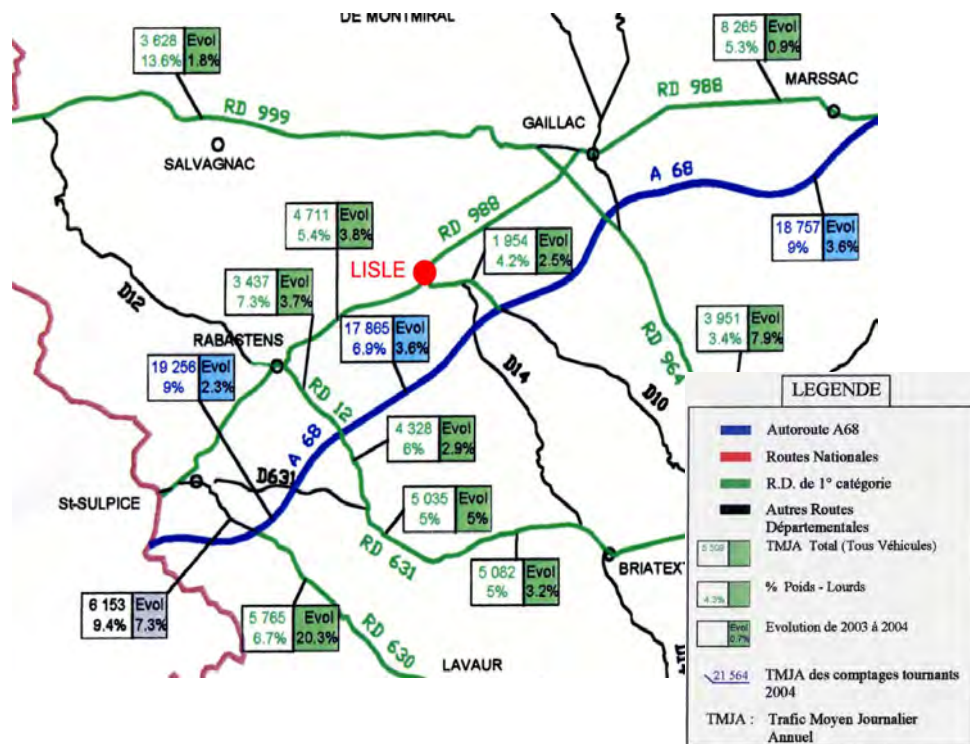 DE MONTMIRAL
3 628 Evol
13.6% 1.8%
8 265 Evol
5.3% 0.9%
MARSSAC
RD 988
RD 999
GAILLAC
SALVAGNAC
A 68
4 711 Evol
5.4% 3.8%
RD 988
18 757 Evol
9% 3.6%
1 954 Evol
4.2% 2.5%
LISLE
3 437 Evol
7.3% 3.7%
D12
17 865 Evol
6.9% 3.6%
3 951 Evol
3.4% 7.9%
RABASTENS
RD 964
19 256 Evol
9% 2.3%
D14
D10
RD 12
4 328 Evol
6% 2.9%
A 68
D631
St-SULPICE
5 035 Evol
5% 5%
RD 631
5 082 Evol
5% 3.2%
BRIATEXT
6 153 Evol
9.4% 7.3%
5 765 Evol
6.7% 20.3%
RD 630
LAVAUR
LEGENDE
Autoroute A68
Routes Nationales
R.D. de 1° catégorie
Autres Routes
Départementales
TMJA Total (Tous Véhicules)
4.3%
% Poids - Lourds
Evol
0.7%
Evolution de 2003 à 2004
21 564
TMJA des comptages tournants
2004
TMJA : Trafic Moyen Journalier
Annuel